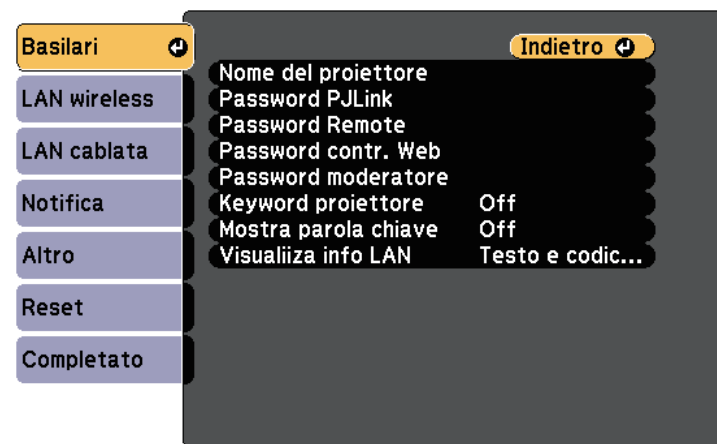 Basilari
LAN wireless
LAN cablata
Notifica
Altro
Reset
Completato
Indietro
Nome del proiettore
Password PJLink
Password Remote
Password contr. Web
Password moderatore
Keyword proiettore Off
Mostra parola chiave Off
Visualiiza info LAN Testo e codic...